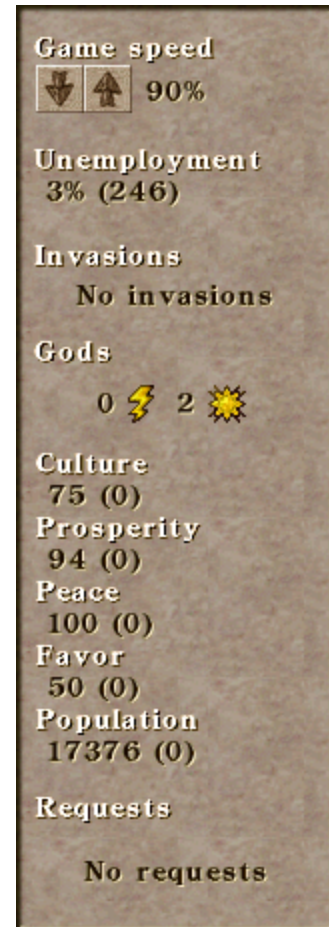 Game speed
90%
Unemployment
3% (246)
Invasions
No invasions
Gods
0 2
Culture
75 (0)
Prosperity
94 (0)
Peace
100 (0)
Favor
50 (0)
Population
17376 (0)
Requests
No requests